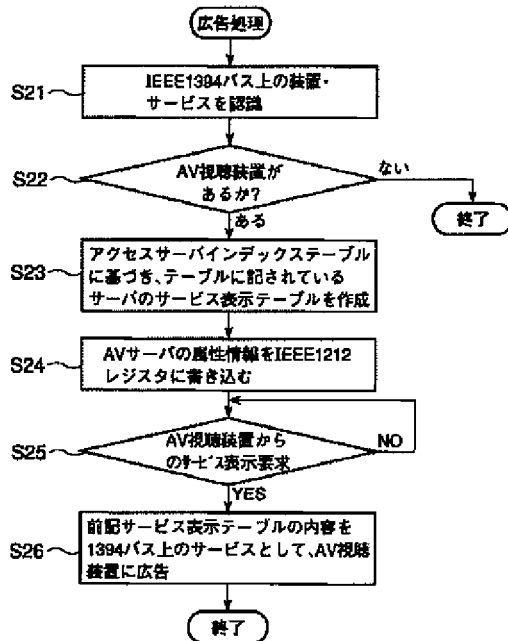 広告処理
S21
IEEE1394バス上の装置・
サービスを認識
S22
AV視聴装置が
あるか?
ない
終了
ある
S23
アクセスサーバインデックステーブル
に基づき、テーブルに記されている
サーバのサービス表示テーブルを作成
S24
AVサーバの属性情報をIEEE1212
レジスタに書き込む
S25
AV視聴装置から
のサービス表示要求
NO
YES
S26
前記サービス表示テーブルの内容を
1394バス上のサービスとして、AV視聴
装置に広告
終了